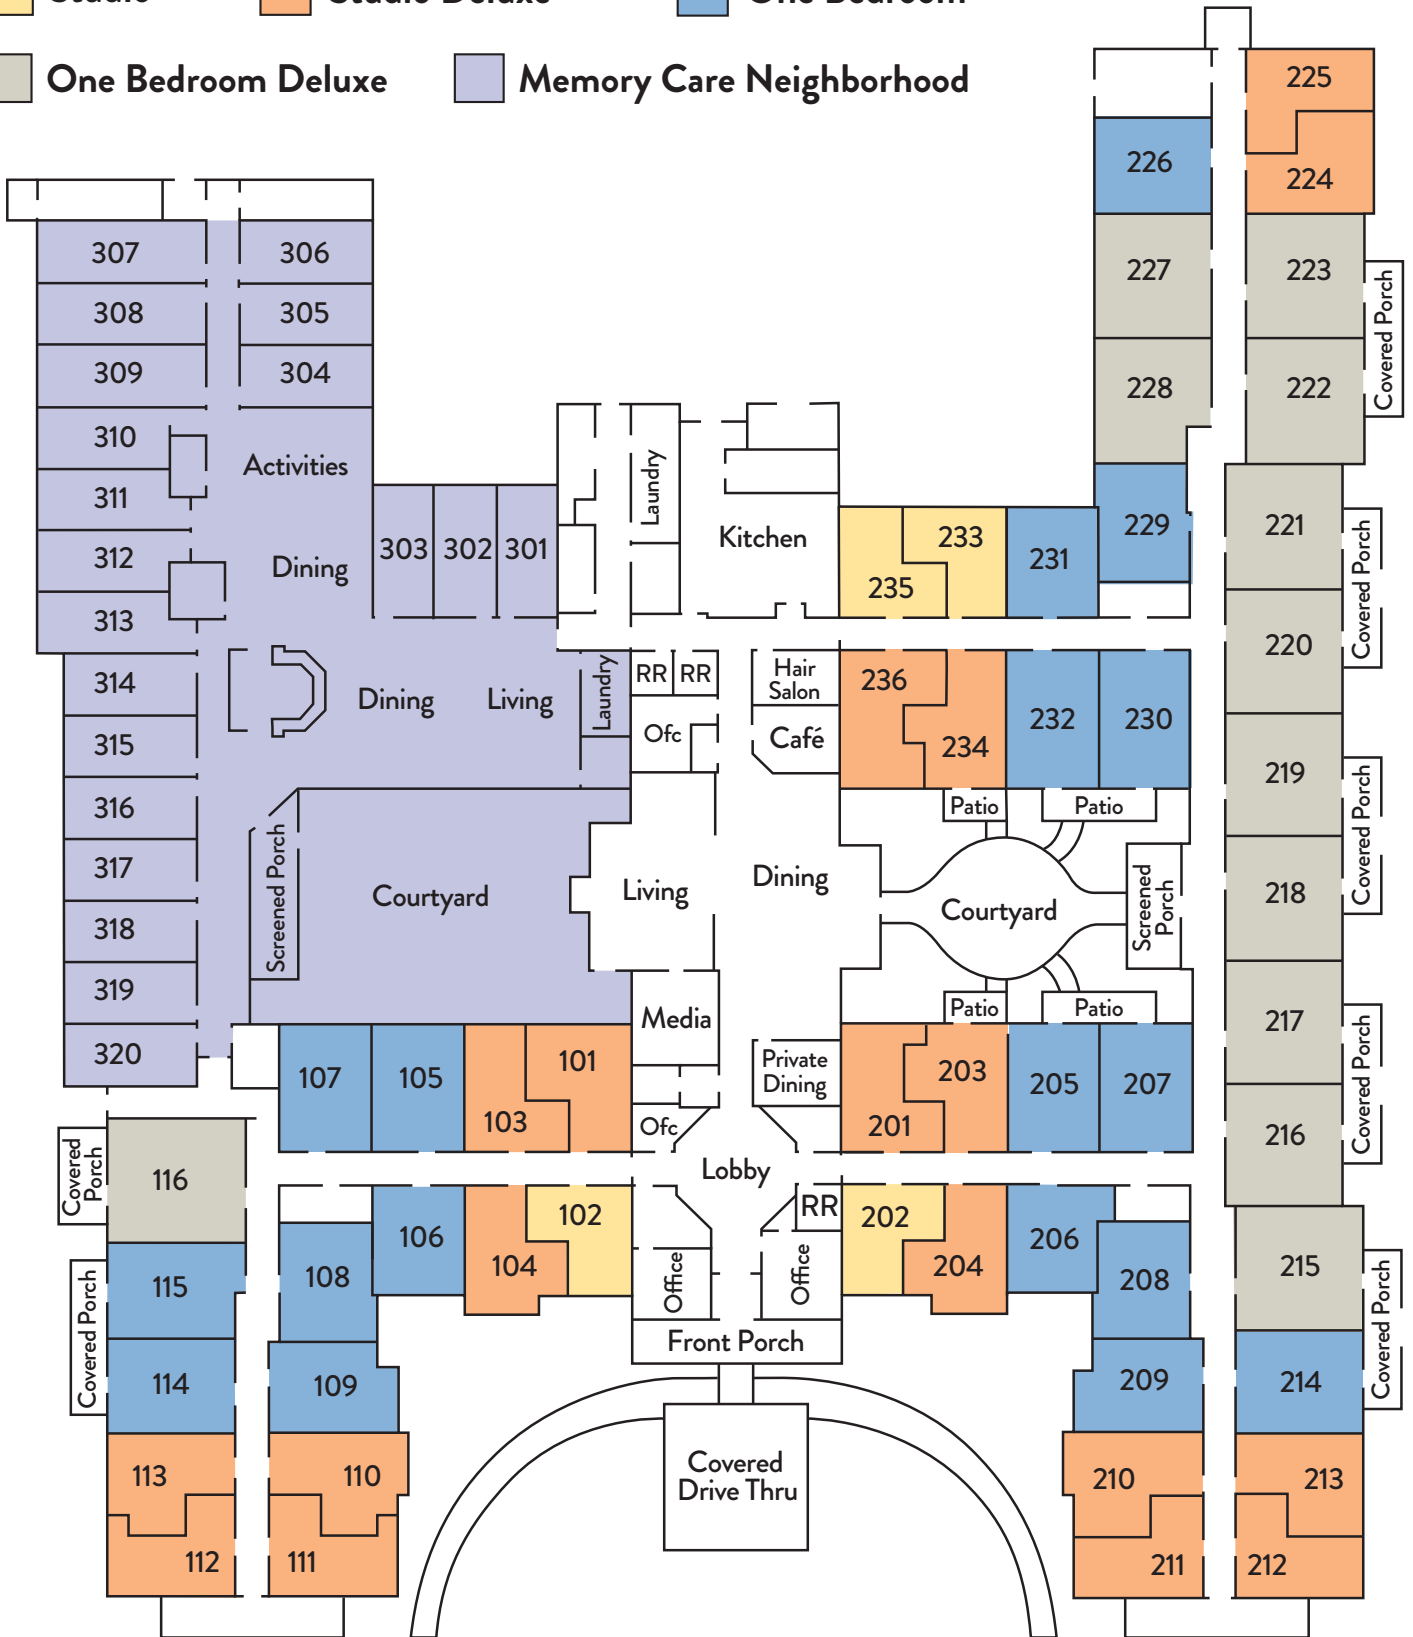 Studio
Studio Deluxe
One Bedroom
One Bedroom Deluxe
Memory Care Neighborhood
225
224
226
227
223
228
222
Covered Porch
307
306
308
305
309
304
310
Activities
311
312
Dining
313
303
302
301
Laundry
Kitchen
233
235
231
229
221
220
Covered Porch
314
315
316
317
318
319
320
Dining
Living
Laundry
RR
RR
Ofc
Hair
Salon
Café
236
234
232
230
219
218
Covered Porch
Patio
Patio
Screened Porch
Courtyard
Living
Dining
Courtyard
Screened
Porch
Patio
Patio
Media
Private
Dining
217
216
Covered Porch
107
105
103
101
Ofc
201
203
205
207
Lobby
Covered
Porch
116
115
114
Covered Porch
108
106
104
102
RR
Office
Office
202
204
206
208
215
214
Covered Porch
Front Porch
109
209
113
110
112
111
Covered
Drive Thru
210
213
211
212